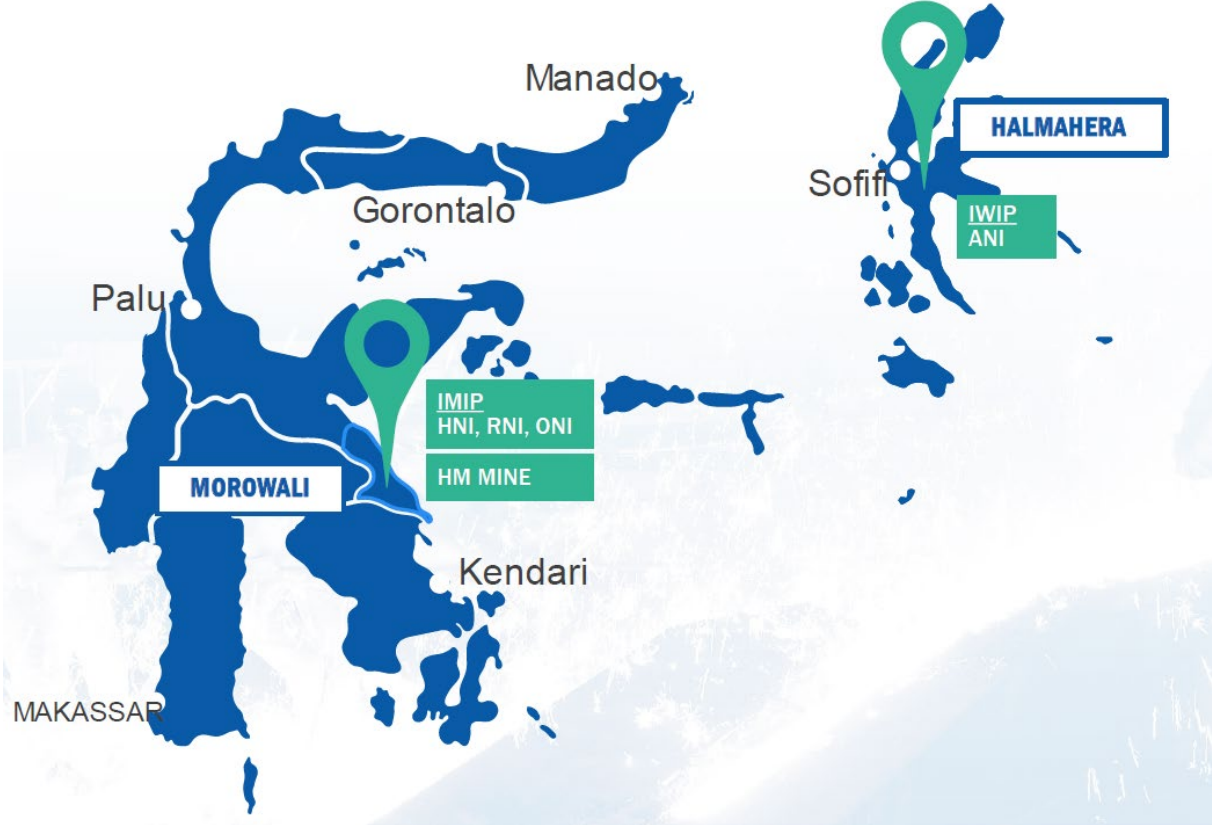 Manado
HALMAHERA
Sofifi
Gorontalo
IWIP
ANI
Palu
IMIP
HNI, RNI, ONI
HM MINE
MOROWALI
Kendari
MAKASSAR